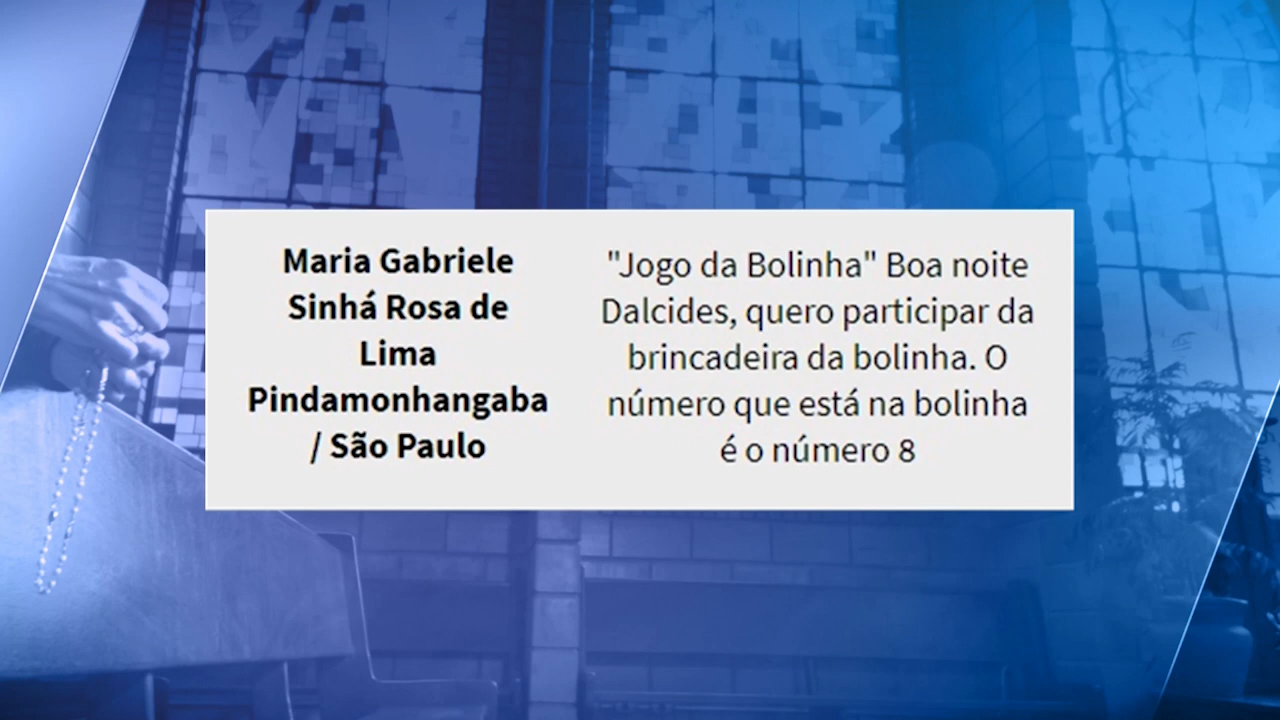 Maria Gabriele
Sinhá Rosa de
Lima
Pindamonhangaba
/ São Paulo
"Jogo da Bolinha" Boa noite
Dalcides, quero participar da
brincadeira da bolinha. O
número que está na bolinha
é o número 8